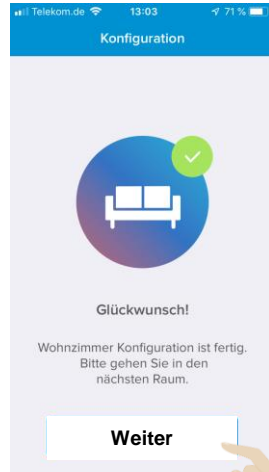 Telekom.de 13:03 71 %
Konfiguration
Glückwunsch!
Wohnzimmer Konfiguration ist fertig.
Bitte gehen Sie in den
nächsten Raum.
Weiter